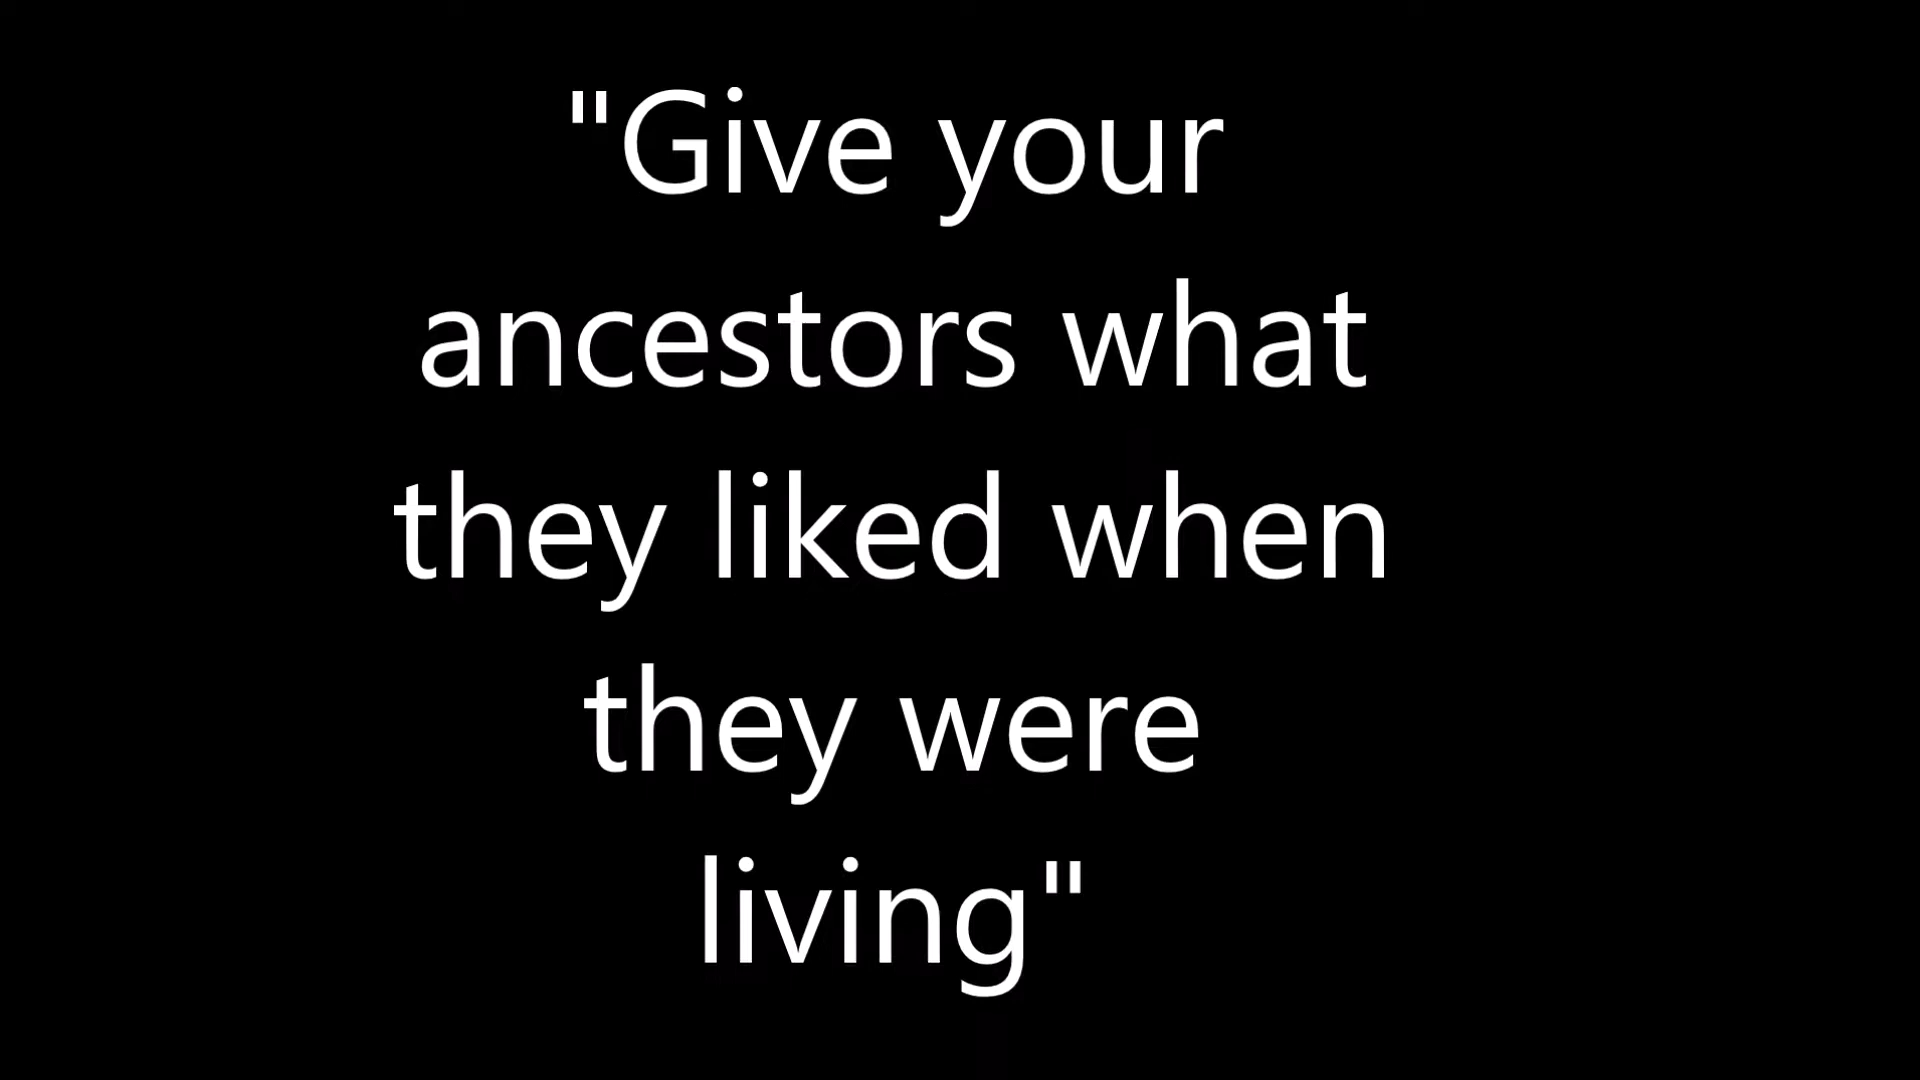 "Give your
ancestors what
they liked when
they were
living"